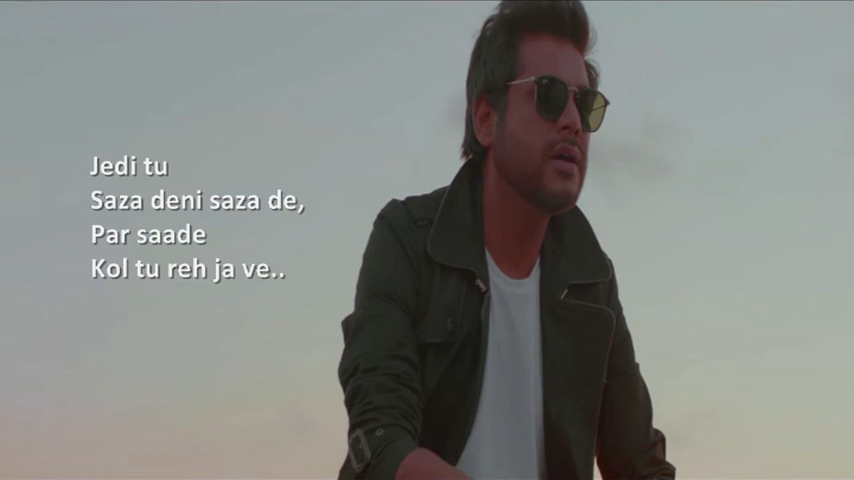 Jedi tu
Saza deni saza de,
Par saade
Kol tu reh ja ve..